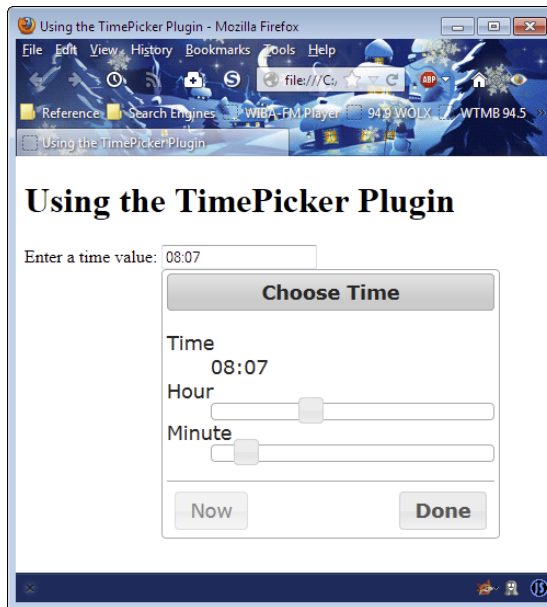 Using the TimePicker Plugin - Mozilla Firefox
File Edit View History Bookmarks Tools Help
file:///C:
ABP
Reference Search Engines WIBA-FM Player 94.9 WOLX WTMB 94.5 »
Using the TimePicker Plugin
Using the TimePicker Plugin
Enter a time value: 08:07
Choose Time
Time
08:07
Hour
Minute
Now Done